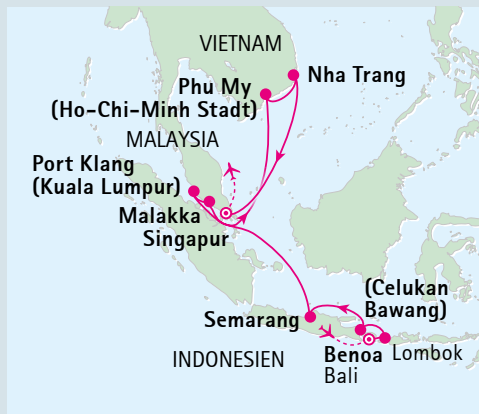 VIETNAM
Nha Trang
Phu My
(Ho-Chi-Minh Stadt)
MALAYSIA
Port Klang
(Kuala Lumpur)
Malakka
Singapur
(Celukan
Bawang)
Semarang
INDONESIEN
Benoa
Bali
Lombok